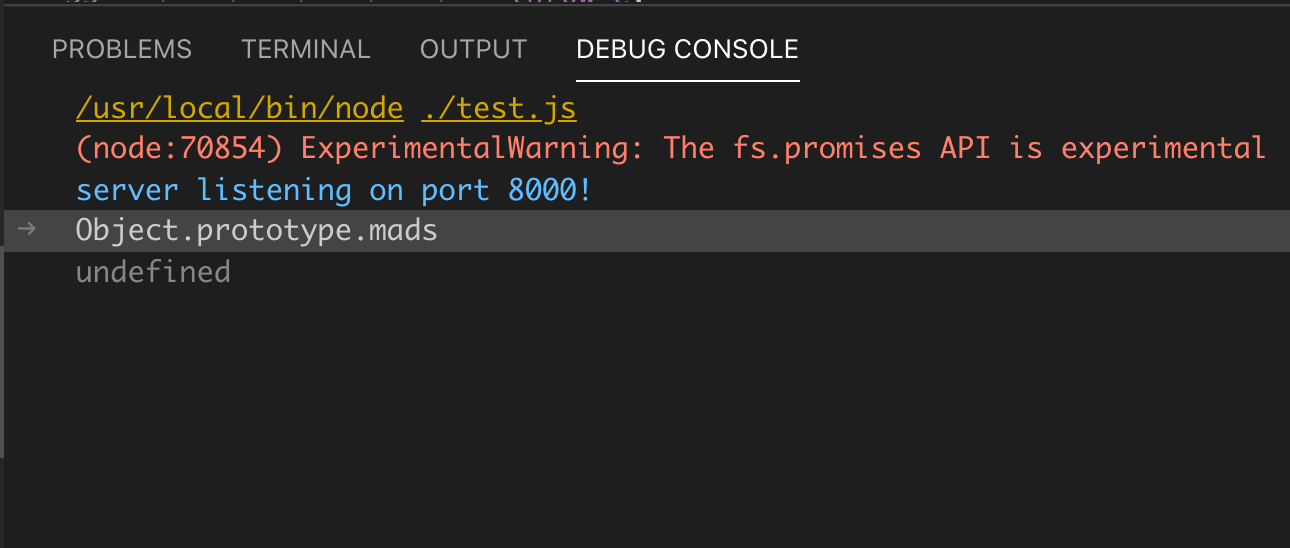 PROBLEMS TERMINAL OUTPUT DEBUG CONSOLE
/usr/local/bin/node ./test.js
(node:70854) ExperimentalWarning: The fs.promises API is experimental
server listening on port 8000!
→ Object.prototype.mads
undefined